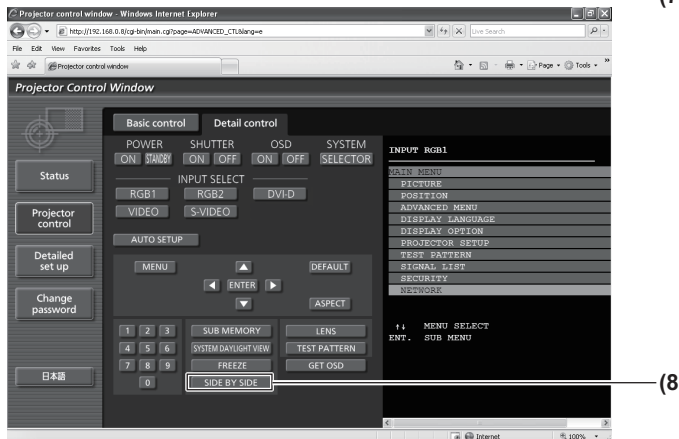 (7
Projector control window - Windows Internet Explorer
http://192.168.0.8/cgi-bin/main.cgi?page=ADVANCED_CTL&lang=e
Live Search
File Edit View Favorites Tools Help
Projector control window
Page Tools
Projector Control Window
Basic control Detail control
POWER SHUTTER OSD SYSTEM
ON STANDBY ON OFF ON OFF SELECTOR
INPUT SELECT
RGB1 RGB2 DVI-D
VIDEO S-VIDEO
AUTO SETUP
MENU DEFAULT
ENTER
ASPECT
1 2 3 SUB MEMORY LENS
4 5 6 SYSTEM DAYLIGHT VIEW TEST PATTERN
7 8 9 FREEZE GET OSD
0 SIDE BY SIDE
Status
Projector control
Detailed set up
Change password
日本語
INPUT RGB1
MAIN MENU
PICTURE
POSITION
ADVANCED MENU
DISPLAY LANGUAGE
DISPLAY OPTION
PROJECTOR SETUP
TEST PATTERN
SIGNAL LIST
SECURITY
NETWORK
↑↓ MENU SELECT
ENT. SUB MENU
(8
Internet 100%